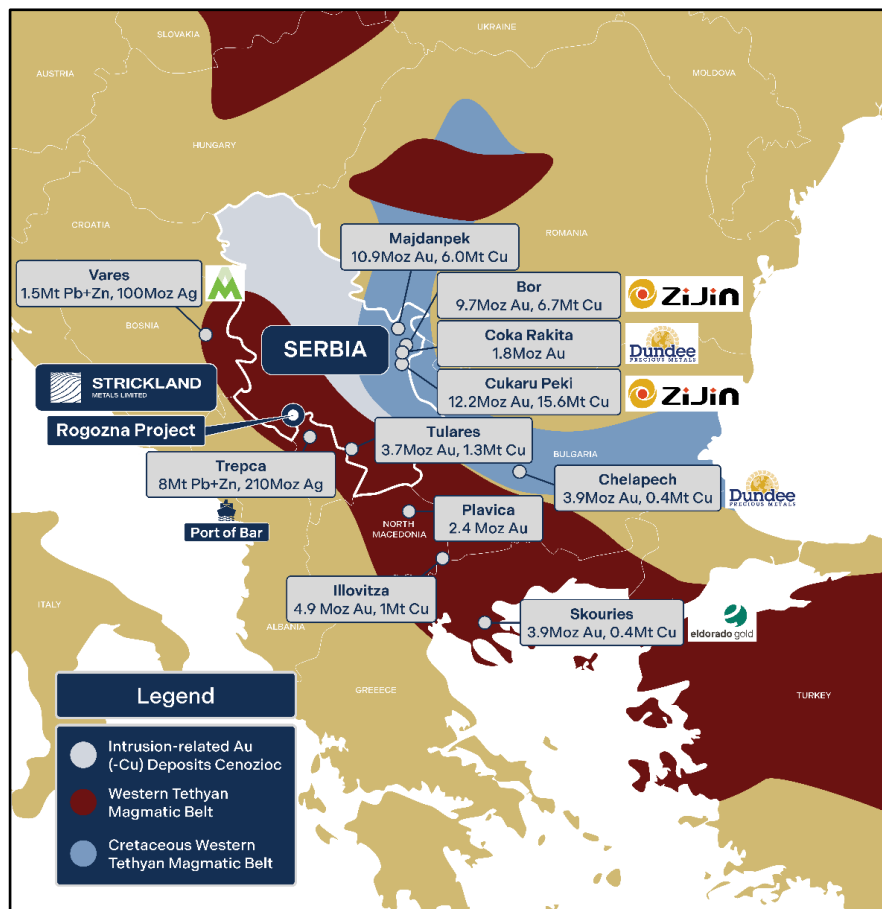 SLOVAKIA
UKRAINE
AUSTRIA
MOLDOVA
HUNGARY
CROATIA
ROMANIA
Majdanpek
10.9Moz Au, 6.0Mt Cu
Vares
1.5Mt Pb+Zn, 100Moz Ag
Bor
9.7Moz Au, 6.7Mt Cu
ZiJin
BOSNIA
SERBIA
Coka Rakita
1.8Moz Au
Dundee
PRECIOUS METALS
Cukaru Peki
12.2Moz Au, 15.6Mt Cu
ZiJin
STRICKLAND
METALS LIMITED
Rogozna Project
Tulares
3.7Moz Au, 1.3Mt Cu
BULGARIA
Trepca
8Mt Pb+Zn, 210Moz Ag
Chelapech
3.9Moz Au, 0.4Mt Cu
Dundee
PRECIOUS METALS
Port of Bar
Plavica
2.4 Moz Au
NORTH
MACEDONIA
Illovitza
4.9 Moz Au, 1Mt Cu
Skouries
3.9Moz Au, 0.4Mt Cu
eldorado gold
ITALY
ALBANIA
GREEECE
TURKEY
Legend
Intrusion-related Au
(-Cu) Deposits Cenozioc
Western Tethyan
Magmatic Belt
Cretaceous Western
Tethyan Magmatic Belt